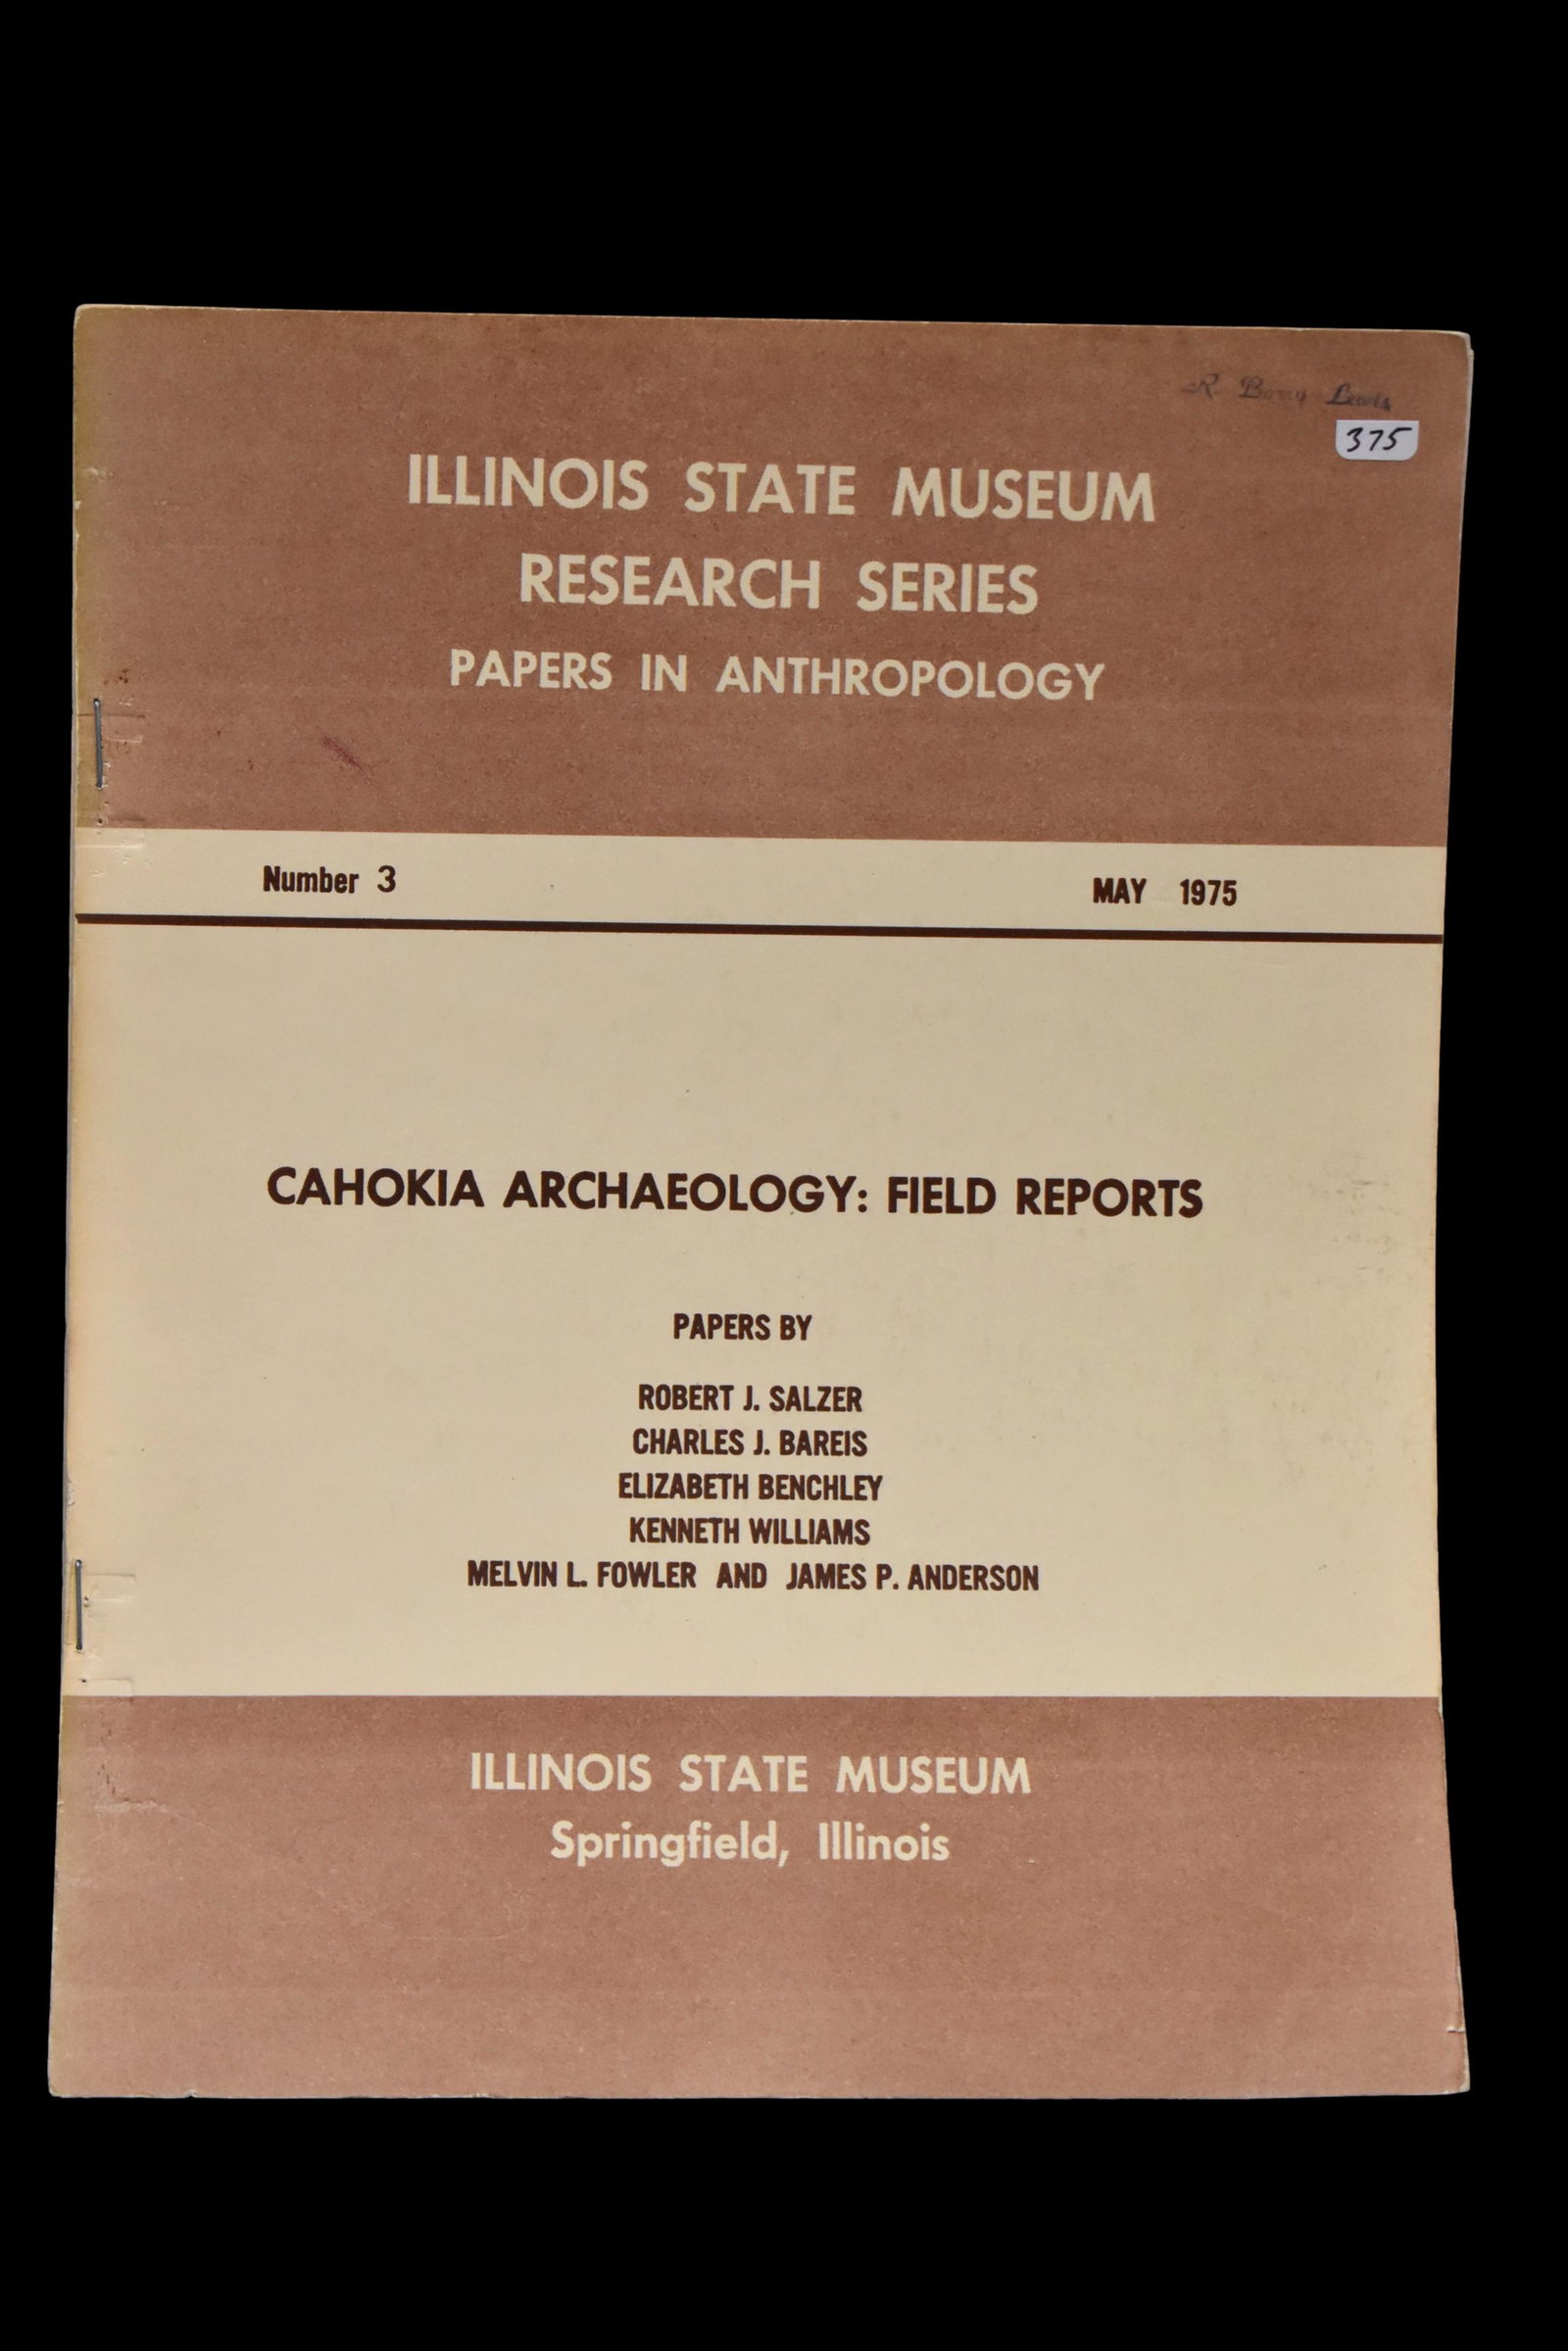 R. Barry Lewis
375
ILLINOIS STATE MUSEUM
RESEARCH SERIES
PAPERS IN ANTHROPOLOGY
Number 3 MAY 1975
CAHOKIA ARCHAEOLOGY: FIELD REPORTS
PAPERS BY
ROBERT J. SALZER
CHARLES J. BAREIS
ELIZABETH BENCHLEY
KENNETH WILLIAMS
MELVIN L. FOWLER AND JAMES P. ANDERSON
ILLINOIS STATE MUSEUM
Springfield, Illinois